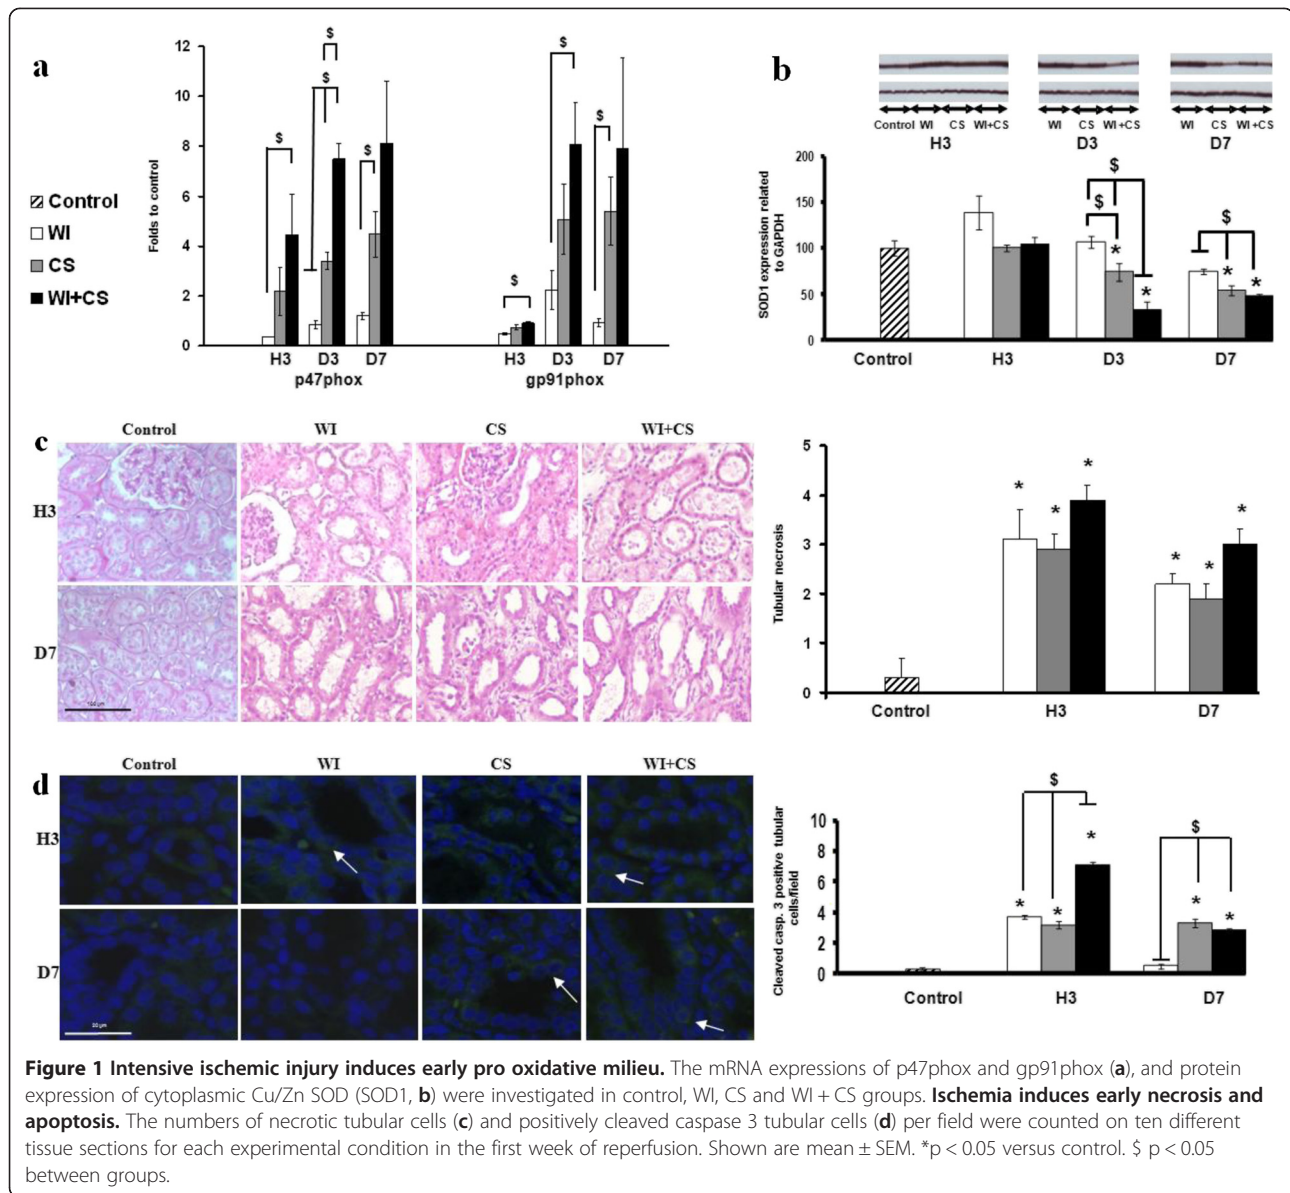 a
12
10
8
6
4
2
0
Folds to control
Control
WI
CS
WI+CS
$
$
$
$
$
$
$
H3 D3 D7
p47phox
H3 D3 D7
gp91phox
b
Control WI CS WI+CS
H3
WI CS WI+CS
D3
WI CS WI+CS
D7
200
150
100
50
0
SOD1 expression related
to GAPDH
$
$
$
* * * *
Control H3 D3 D7
c
Control WI CS WI+CS
H3
D7
100 µm
5
4
3
2
1
0
Tubular necrosis
* * * * * *
Control H3 D7
d
Control WI CS WI+CS
H3
D7
20 µm
10
8
6
4
2
0
Cleaved casp. 3 positive tubular
cells/field
$
$
* * * * *
Control H3 D7
Figure 1 Intensive ischemic injury induces early pro oxidative milieu. The mRNA expressions of p47phox and gp91phox (a), and protein
expression of cytoplasmic Cu/Zn SOD (SOD1, b) were investigated in control, WI, CS and WI + CS groups. Ischemia induces early necrosis and
apoptosis. The numbers of necrotic tubular cells (c) and positively cleaved caspase 3 tubular cells (d) per field were counted on ten different
tissue sections for each experimental condition in the first week of reperfusion. Shown are mean ± SEM. *p < 0.05 versus control. $ p < 0.05
between groups.